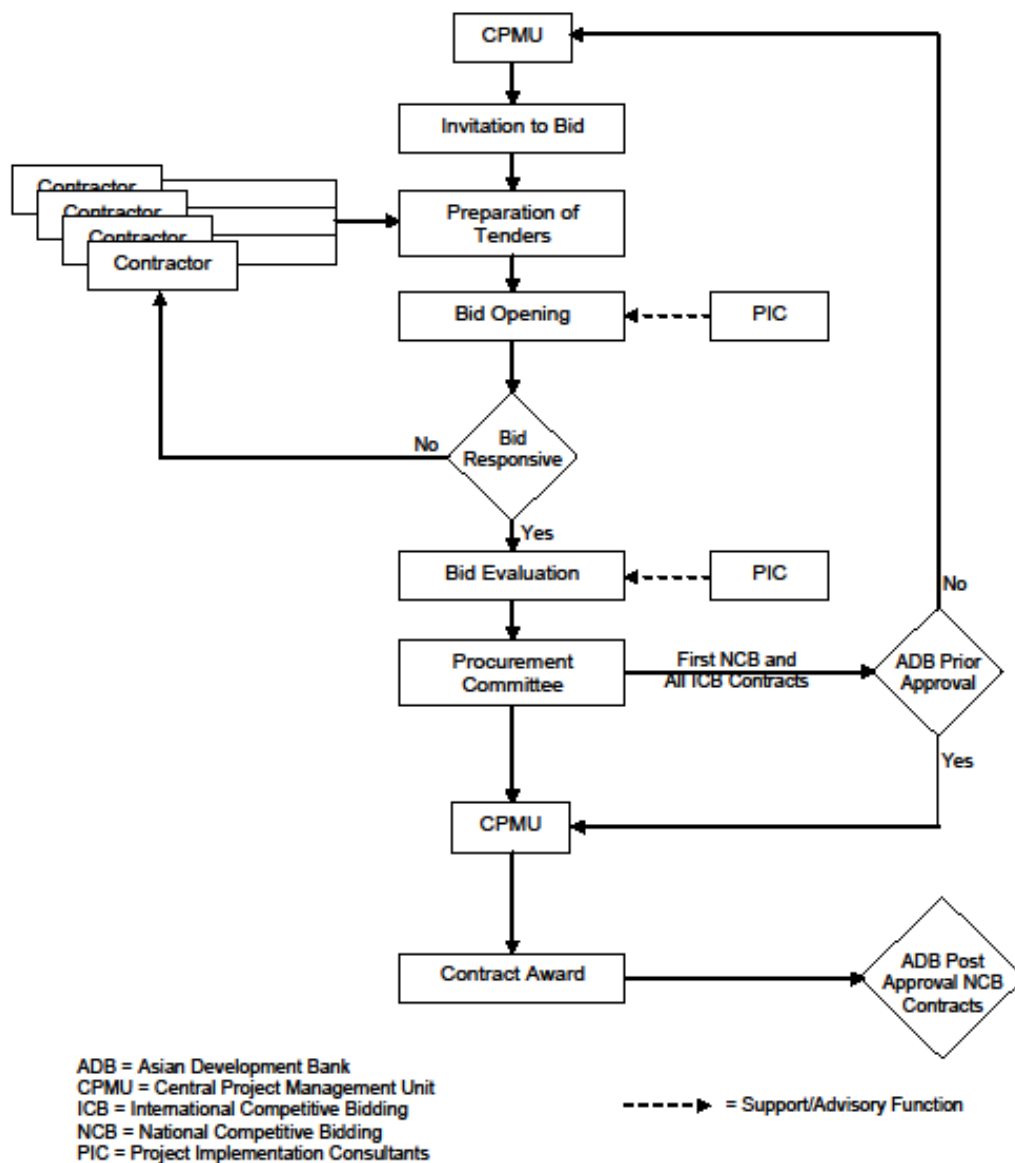 CPMU
Invitation to Bid
Contractor
Contractor
Contractor
Contractor
Preparation of
Tenders
Bid Opening
PIC
No
Bid
Responsive
Yes
Bid Evaluation
PIC
No
Procurement
Committee
First NCB and
All ICB Contracts
ADB Prior
Approval
Yes
CPMU
Contract Award
ADB Post
Approval NCB
Contracts
ADB = Asian Development Bank
CPMU = Central Project Management Unit
ICB = International Competitive Bidding
NCB = National Competitive Bidding
PIC = Project Implementation Consultants
= Support/Advisory Function